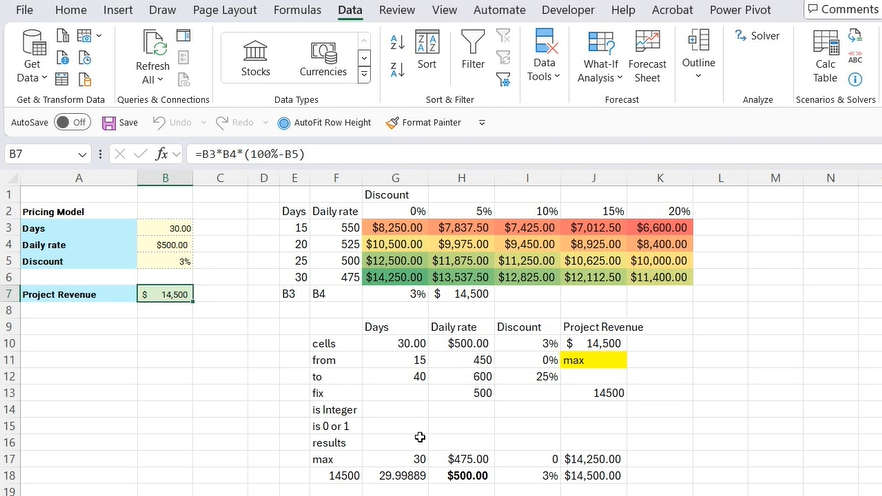 File Home Insert Draw Page Layout Formulas Data Review View Automate Developer Help Acrobat Power Pivot Comments
Get Data
Refresh All
Stocks Currencies
Sort
Filter
Data Tools
What-If Analysis
Forecast Sheet
Outline
Solver
Calc Table
ABC
Get & Transform Data Queries & Connections Data Types Sort & Filter Forecast Analyze Scenarios & Solvers
AutoSave Off Save Undo Redo AutoFit Row Height Format Painter
B7 fx =B3*B4*(100%-B5)
A B C D E F G H I J K L M N
1 Discount
2 Pricing Model Days Daily rate 0% 5% 10% 15% 20%
3 Days 30.00 15 550 $8,250.00 $7,837.50 $7,425.00 $7,012.50 $6,600.00
4 Daily rate $500.00 20 525 $10,500.00 $9,975.00 $9,450.00 $8,925.00 $8,400.00
5 Discount 3% 25 500 $12,500.00 $11,875.00 $11,250.00 $10,625.00 $10,000.00
6 30 475 $14,250.00 $13,537.50 $12,825.00 $12,112.50 $11,400.00
7 Project Revenue $ 14,500 B3 B4 3% $ 14,500
8
9 Days Daily rate Discount Project Revenue
10 cells 30.00 $500.00 3% $ 14,500
11 from 15 450 0% max
12 to 40 600 25%
13 fix 500 14500
14 is Integer
15 is 0 or 1
16 results
17 max 30 $475.00 0 $14,250.00
18 14500 29.99889 $500.00 3% $14,500.00
19